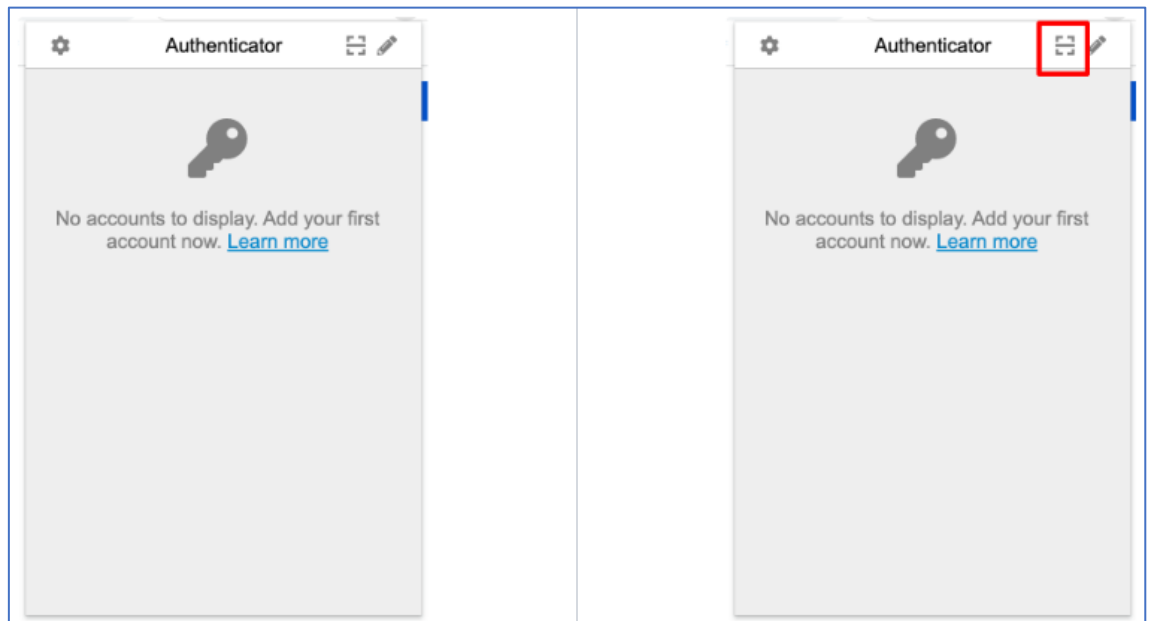 Authenticator
No accounts to display. Add your first
account now. Learn more
Authenticator
No accounts to display. Add your first
account now. Learn more